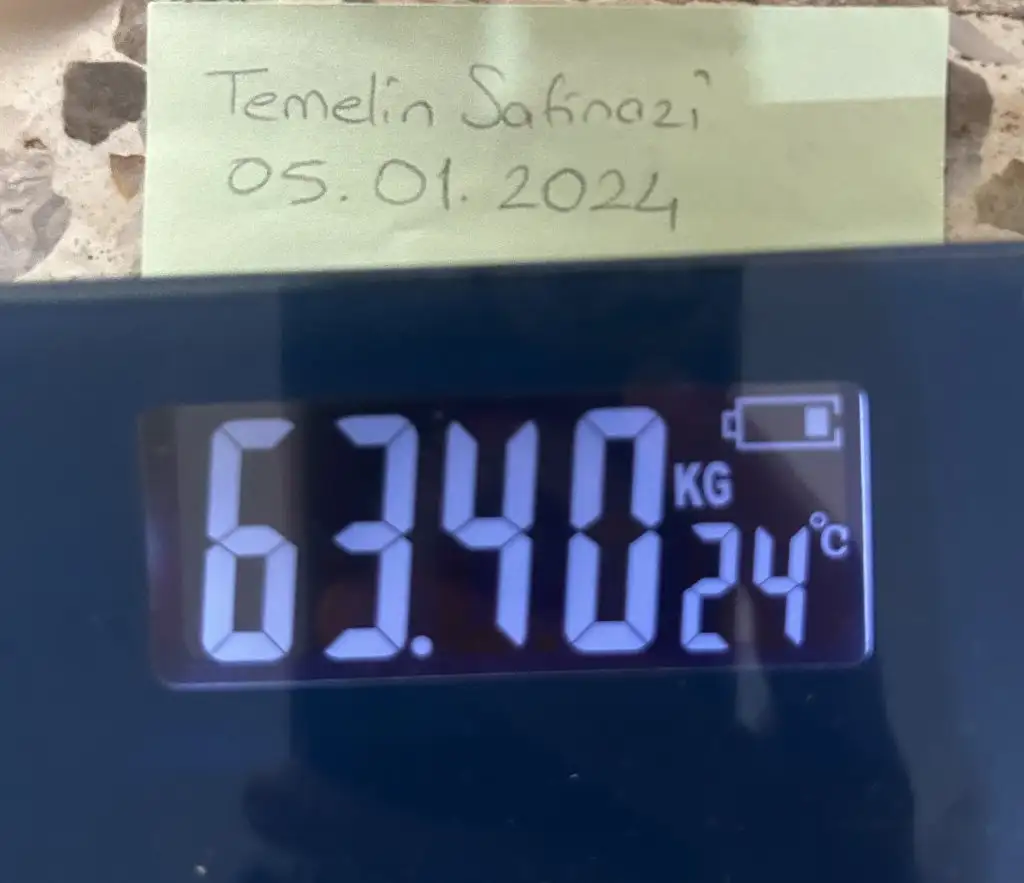 Temelin Safinazi
05.01.2024
63.40 KG
24 °C